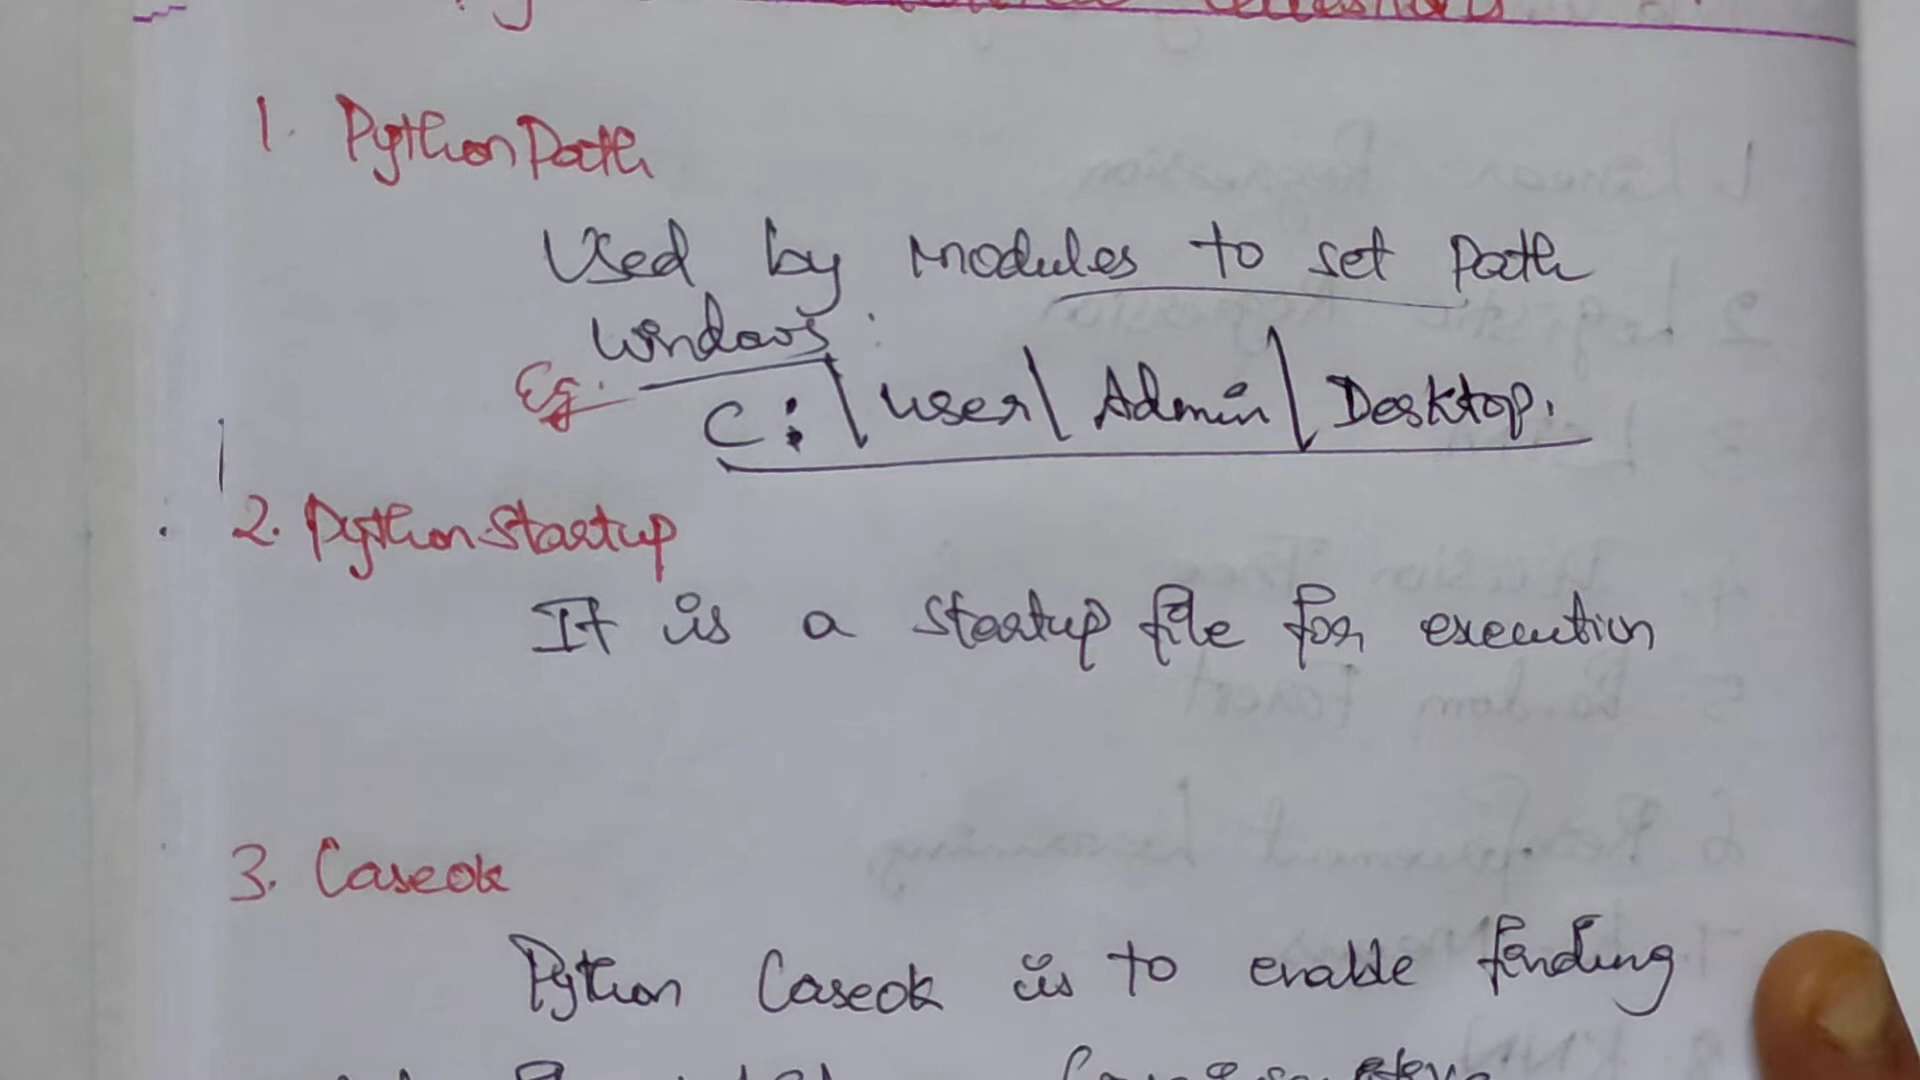 1. PythonPath
Used by modules to set path
Windows:
Eg: C:\user\Admin\Desktop.
2. PythonStartup
It is a startup file for execution
3. Caseok
Python Caseok is to enable finding